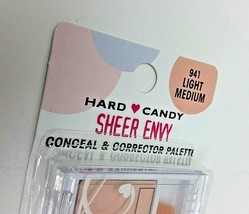 941
LIGHT
MEDIUM
HARD CANDY
SHEER ENVY
CONCEAL & CORRECTOR PALETTE